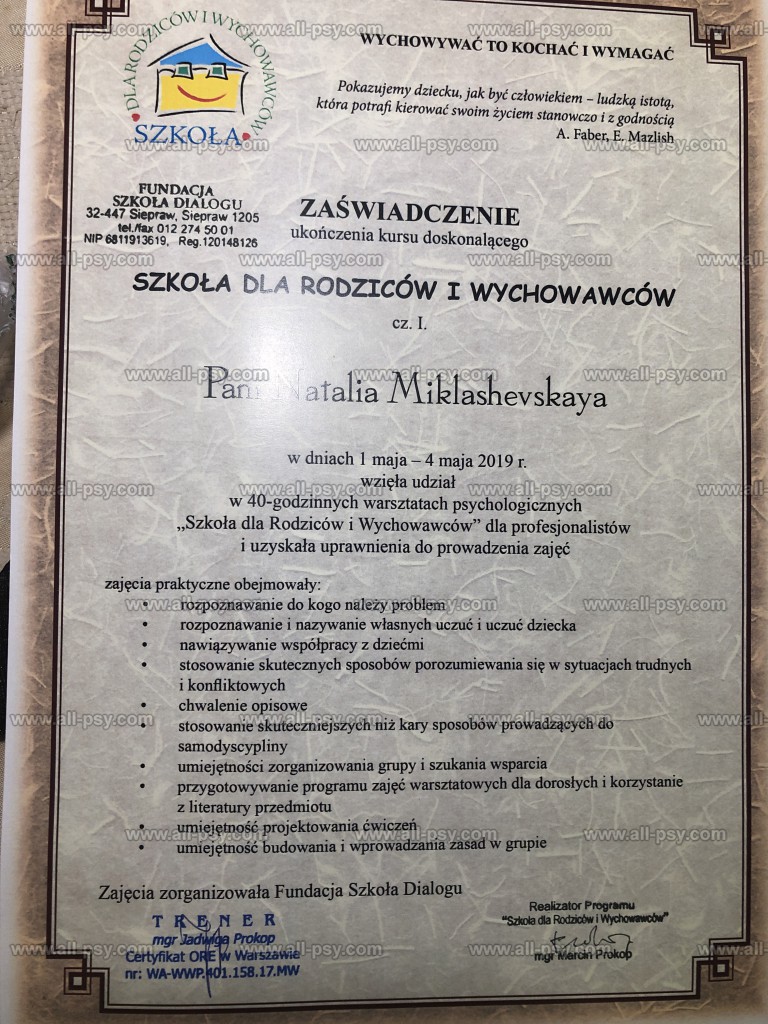 DLA RODZICÓW I WYCHOWAWCÓW
SZKOŁA
WYCHOWYWAĆ TO KOCHAĆ I WYMAGAĆ
Pokazujemy dziecku, jak być człowiekiem – ludzką istotą,
która potrafi kierować swoim życiem stanowczo i z godnością
A. Faber, E. Mazlish
FUNDACJA
SZKOŁA DIALOGU
32-447 Siepraw, Siepraw 1205
tel./fax 012 274 50 01
NIP 6811913619, Reg.120148126
ZAŚWIADCZENIE
ukończenia kursu doskonalącego
SZKOŁA DLA RODZICÓW I WYCHOWAWCÓW
cz. I.
Pani Natalia Miklashevskaya
w dniach 1 maja – 4 maja 2019 r.
wzięła udział
w 40-godzinnych warsztatach psychologicznych
„Szkoła dla Rodziców i Wychowawców” dla profesjonalistów
i uzyskała uprawnienia do prowadzenia zajęć
zajęcia praktyczne obejmowały:
• rozpoznawanie do kogo należy problem
• rozpoznawanie i nazywanie własnych uczuć i uczuć dziecka
• nawiązywanie współpracy z dziećmi
• stosowanie skutecznych sposobów porozumiewania się w sytuacjach trudnych
i konfliktowych
• chwalenie opisowe
• stosowanie skuteczniejszych niż kary sposobów prowadzących do
samodyscypliny
• umiejętności zorganizowania grupy i szukania wsparcia
• przygotowywanie programu zajęć warsztatowych dla dorosłych i korzystanie
z literatury przedmiotu
• umiejętność projektowania ćwiczeń
• umiejętność budowania i wprowadzania zasad w grupie
Zajęcia zorganizowała Fundacja Szkoła Dialogu
TRENER
mgr Jadwiga Prokop
Certyfikat ORE w Warszawie
nr: WA-WWP.401.158.17.MW
Realizator Programu
"Szkoła dla Rodziców i Wychowawców"
mgr Marcin Prokop
www.all-psy.com